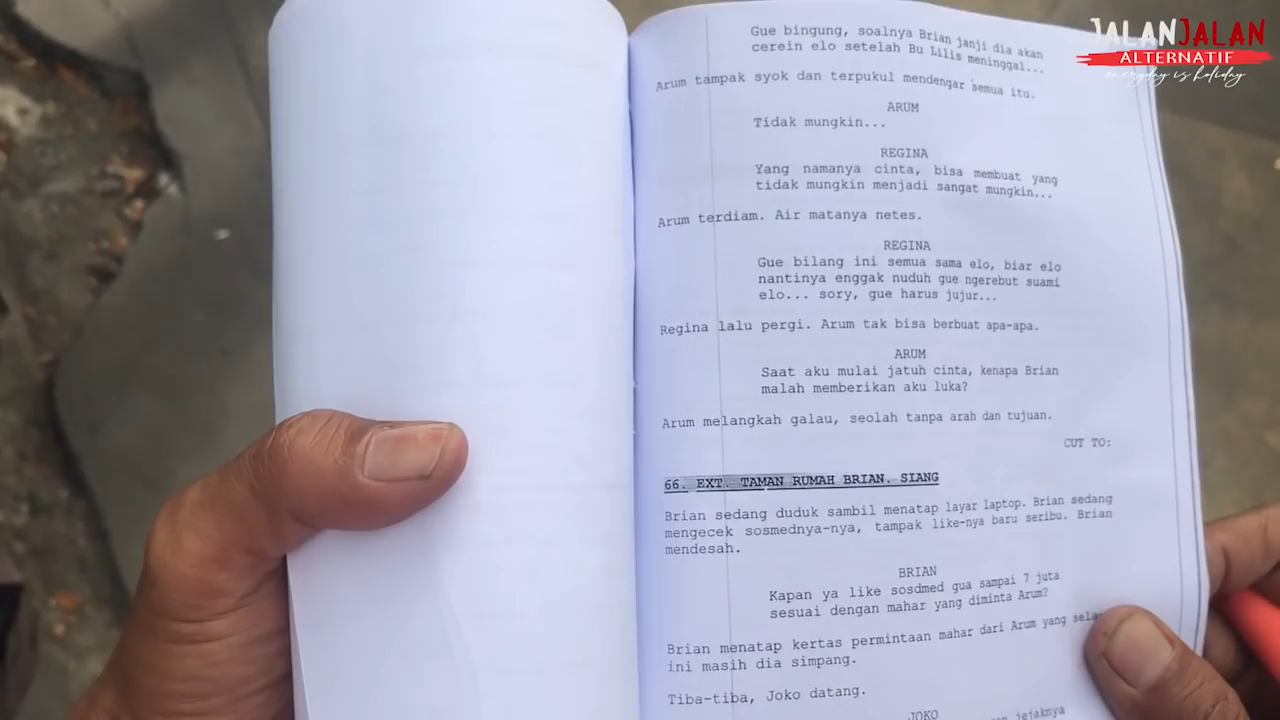 JALANJALAN
ALTERNATIF
everyday is holiday
Gue bingung, soalnya Brian janji dia akan
cerein elo setelah Bu Lilis meninggal...
Arum tampak syok dan terpukul mendengar semua itu.
ARUM
Tidak mungkin...
REGINA
Yang namanya cinta, bisa membuat yang
tidak mungkin menjadi sangat mungkin...
Arum terdiam. Air matanya netes.
REGINA
Gue bilang ini semua sama elo, biar elo
nantinya enggak nuduh gue ngerebut suami
elo... sory, gue harus jujur...
Regina lalu pergi. Arum tak bisa berbuat apa-apa.
ARUM
Saat aku mulai jatuh cinta, kenapa Brian
malah memberikan aku luka?
Arum melangkah galau, seolah tanpa arah dan tujuan.
CUT TO:
66. EXT. TAMAN RUMAH BRIAN. SIANG
Brian sedang duduk sambil menatap layar laptop. Brian sedang
mengecek sosmednya-nya, tampak like-nya baru seribu. Brian
mendesah.
BRIAN
Kapan ya like sosdmed gua sampai 7 juta
sesuai dengan mahar yang diminta Arum?
Brian menatap kertas permintaan mahar dari Arum yang sela
ini masih dia simpang.
Tiba-tiba, Joko datang.
JOKO
jejaknya